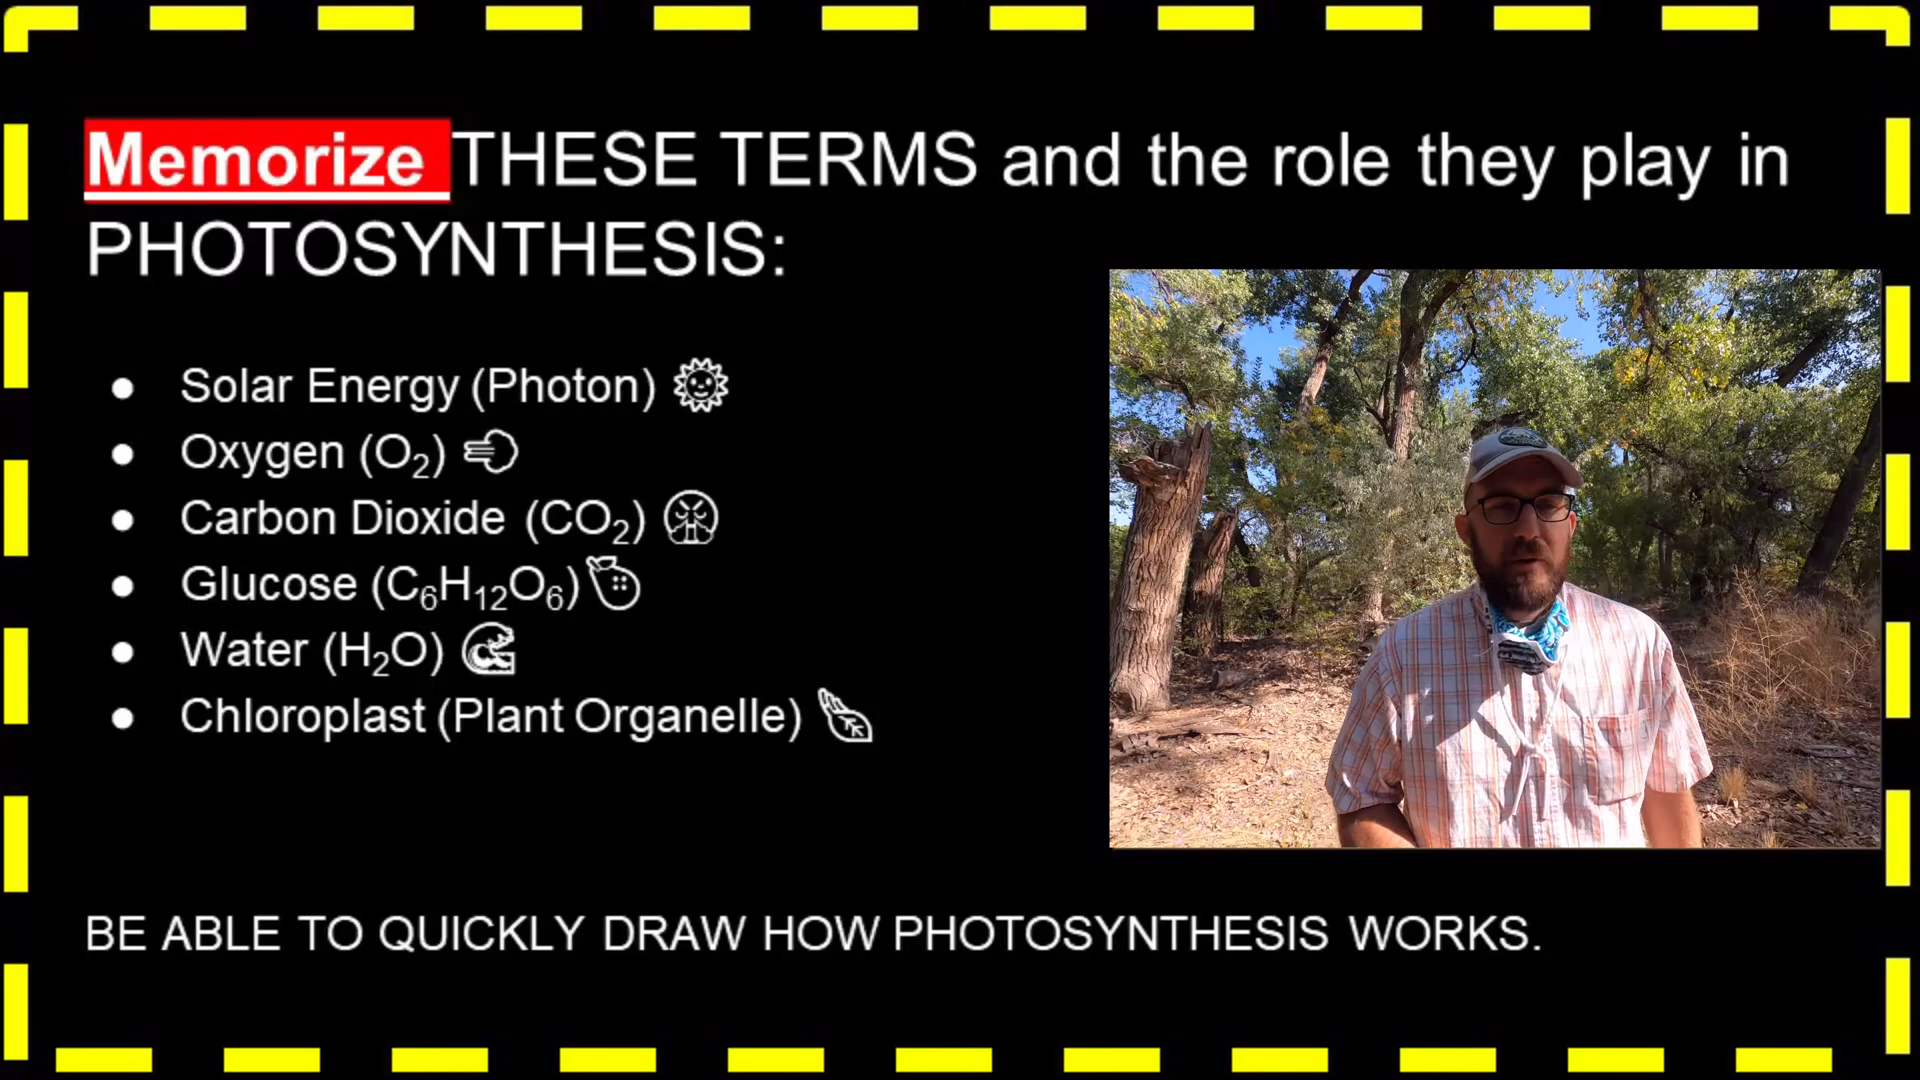 Memorize THESE TERMS and the role they play in
PHOTOSYNTHESIS:
● Solar Energy (Photon) 🌞
● Oxygen (O₂) 💨
● Carbon Dioxide (CO₂) 😤
● Glucose (C₆H₁₂O₆) 🍠
● Water (H₂O) 🌊
● Chloroplast (Plant Organelle) 🌿
BE ABLE TO QUICKLY DRAW HOW PHOTOSYNTHESIS WORKS.